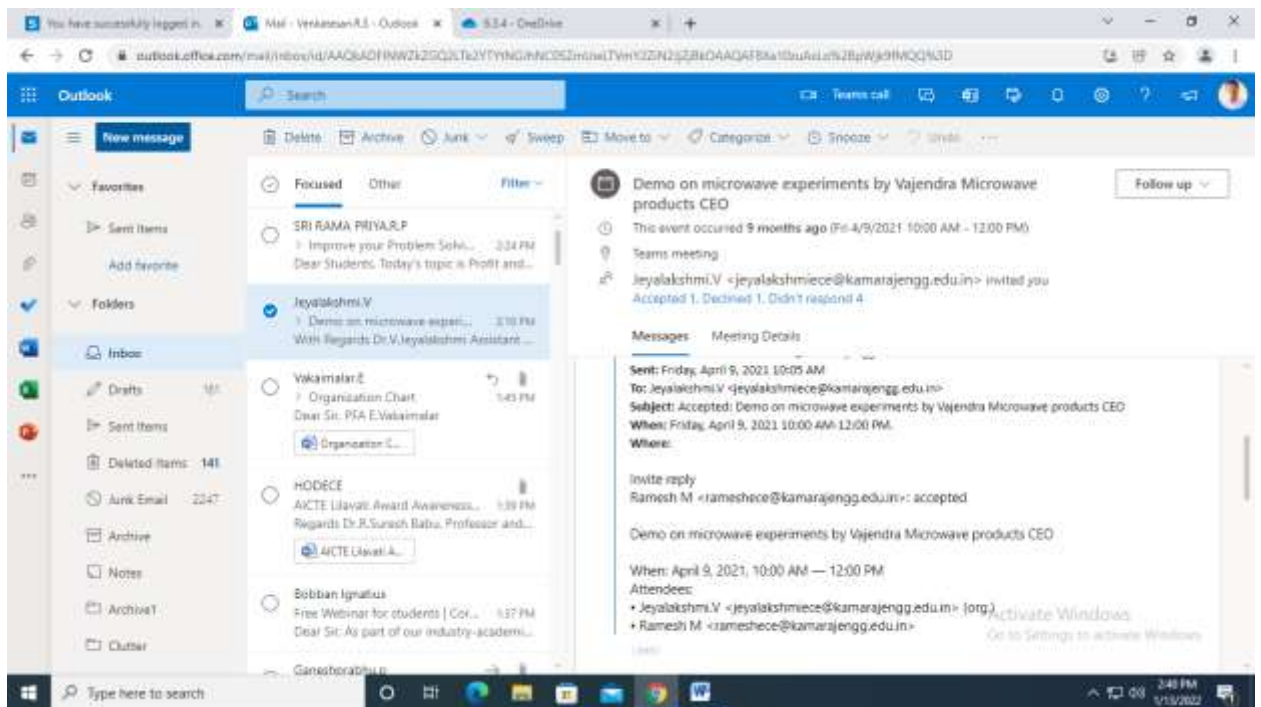 You have successfully logged in.
Mail - Venkatesan.R.S - Outlook
5.3.4 - OneDrive
Outlook
Search
Teams call
New message
Delete
Archive
Junk
Sweep
Move to
Categorize
Snooze
Undo
Favorites
Sent Items
Add favorite
Folders
Inbox
Drafts 161
Sent Items
Deleted Items 141
Junk Email 2247
Archive
Notes
Archive1
Clutter
Focused Other Filter
SRI RAMA PRIYA.R.P
Improve your Problem Solvi... 2:24 PM
Dear Students, Today's topic is Profit and...
Jeyalakshmi.V
Demo on microwave experi... 2:10 PM
With Regards Dr.V.Jeyalakshmi Assistant ...
Vakaimalar.E
Organization Chart 1:45 PM
Dear Sir, PFA E.Vakaimalar
Organization C...
HODECE
AICTE Lilavati Award Awareness... 1:39 PM
Regards Dr.R.Suresh Babu, Professor and...
AICTE Lilavati A...
Bobban Ignatius
Free Webinar for students | Cor... 1:37 PM
Dear Sir: As part of our industry-academi...
Ganeshprabhu.p
Demo on microwave experiments by Vajendra Microwave
products CEO
Follow up
This event occurred 9 months ago (Fri 4/9/2021 10:00 AM - 12:00 PM)
Teams meeting
Jeyalakshmi.V <jeyalakshmiece@kamarajengg.edu.in> invited you
Accepted 1, Declined 1, Didn't respond 4
Messages Meeting Details
Sent: Friday, April 9, 2021 10:05 AM
To: Jeyalakshmi.V <jeyalakshmiece@kamarajengg.edu.in>
Subject: Accepted: Demo on microwave experiments by Vajendra Microwave products CEO
When: Friday, April 9, 2021 10:00 AM-12:00 PM.
Where:
Invite reply
Ramesh M <rameshece@kamarajengg.edu.in>: accepted
Demo on microwave experiments by Vajendra Microwave products CEO
When: April 9, 2021, 10:00 AM — 12:00 PM
Attendees:
• Jeyalakshmi.V <jeyalakshmiece@kamarajengg.edu.in> (org.)
• Ramesh M <rameshece@kamarajengg.edu.in>
Activate Windows
Go to Settings to activate Windows.
Type here to search
2:40 PM
1/13/2022